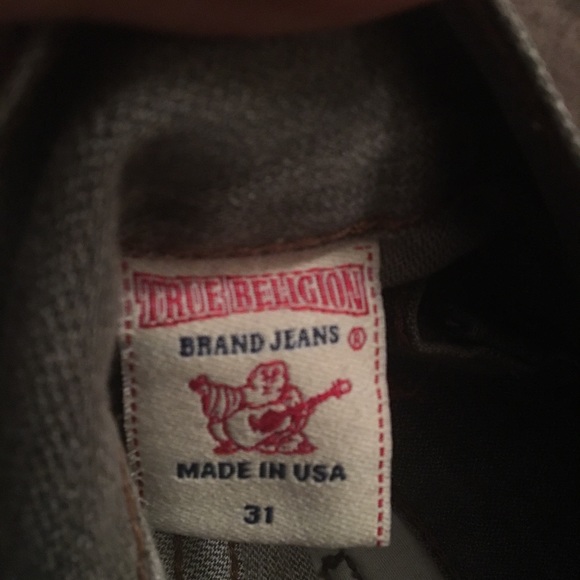 TRUE RELIGION
BRAND JEANS ®
MADE IN USA
31